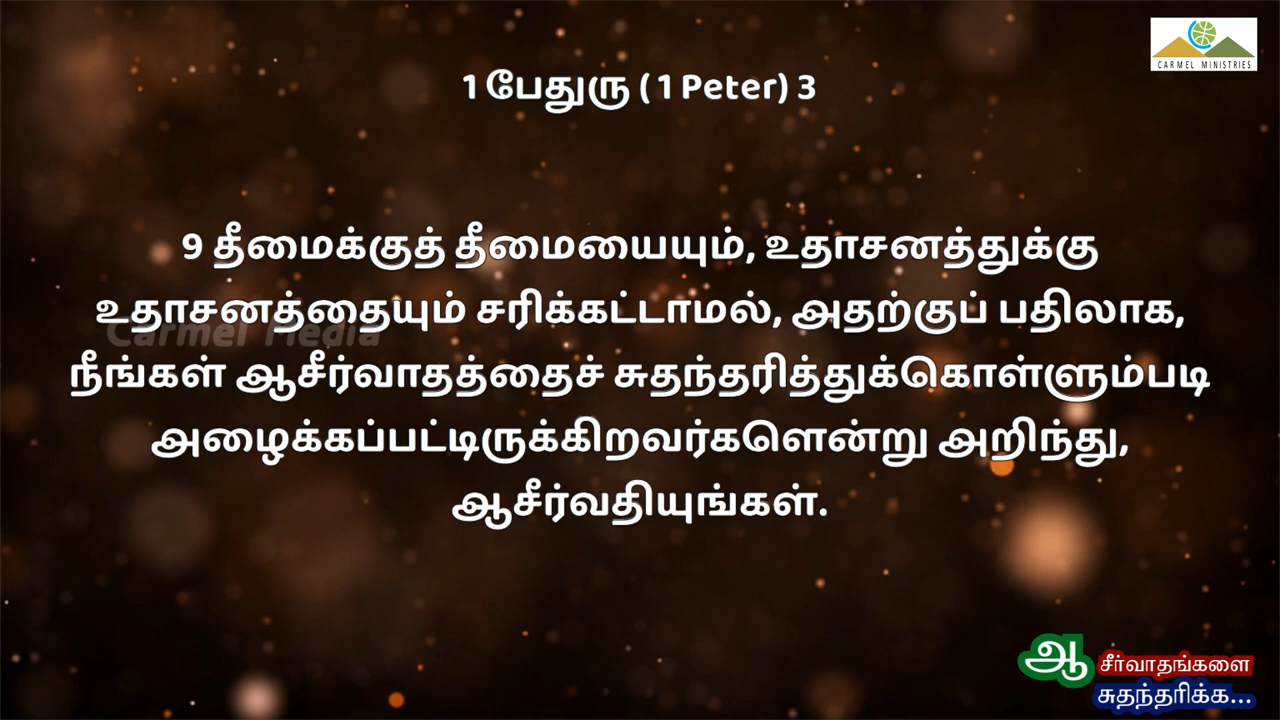 CARMEL MINISTRIES
1 பேதுரு ( 1 Peter) 3
9 தீமைக்குத் தீமையையும், உதாசனத்துக்கு
உதாசனத்தையும் சரிக்கட்டாமல், அதற்குப் பதிலாக,
Carmel Media
நீங்கள் ஆசீர்வாதத்தைச் சுதந்தரித்துக்கொள்ளும்படி
அழைக்கப்பட்டிருக்கிறவர்களென்று அறிந்து,
ஆசீர்வதியுங்கள்.
ஆசீர்வாதங்களை
சுதந்தரிக்க...